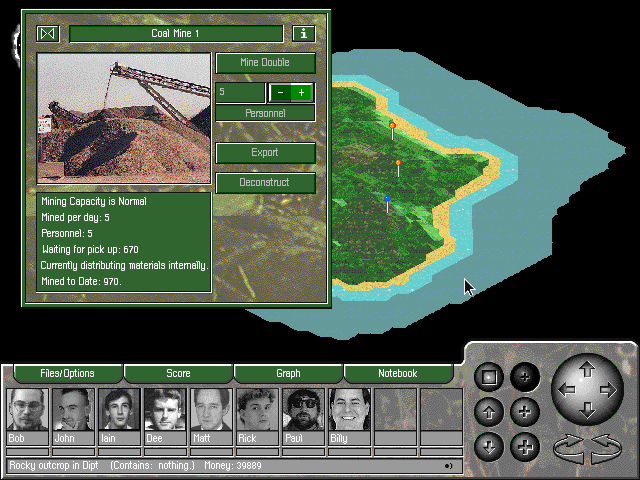 Coal Mine 1
i
Mine Double
5
- +
Personnel
Export
Deconstruct
Mining Capacity is Normal
Mined per day: 5
Personnel: 5
Waiting for pick up: 670
Currently distributing materials internally.
Mined to Date: 970.
Files/Options Score Graph Notebook
Bob John Iain Dee Matt Rick Paul Billy
Rocky outcrop in Dipt (Contains: nothing.) Money: 39889